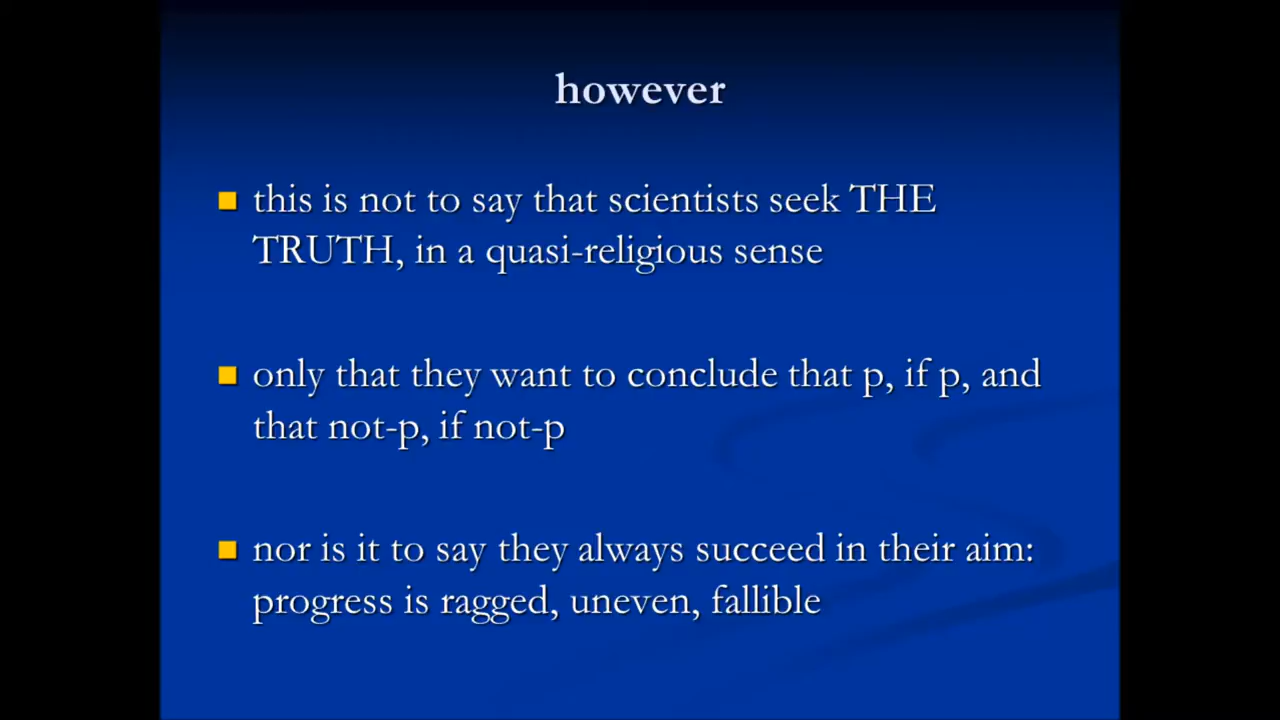 however
this is not to say that scientists seek THE
TRUTH, in a quasi-religious sense
only that they want to conclude that p, if p, and
that not-p, if not-p
nor is it to say they always succeed in their aim:
progress is ragged, uneven, fallible